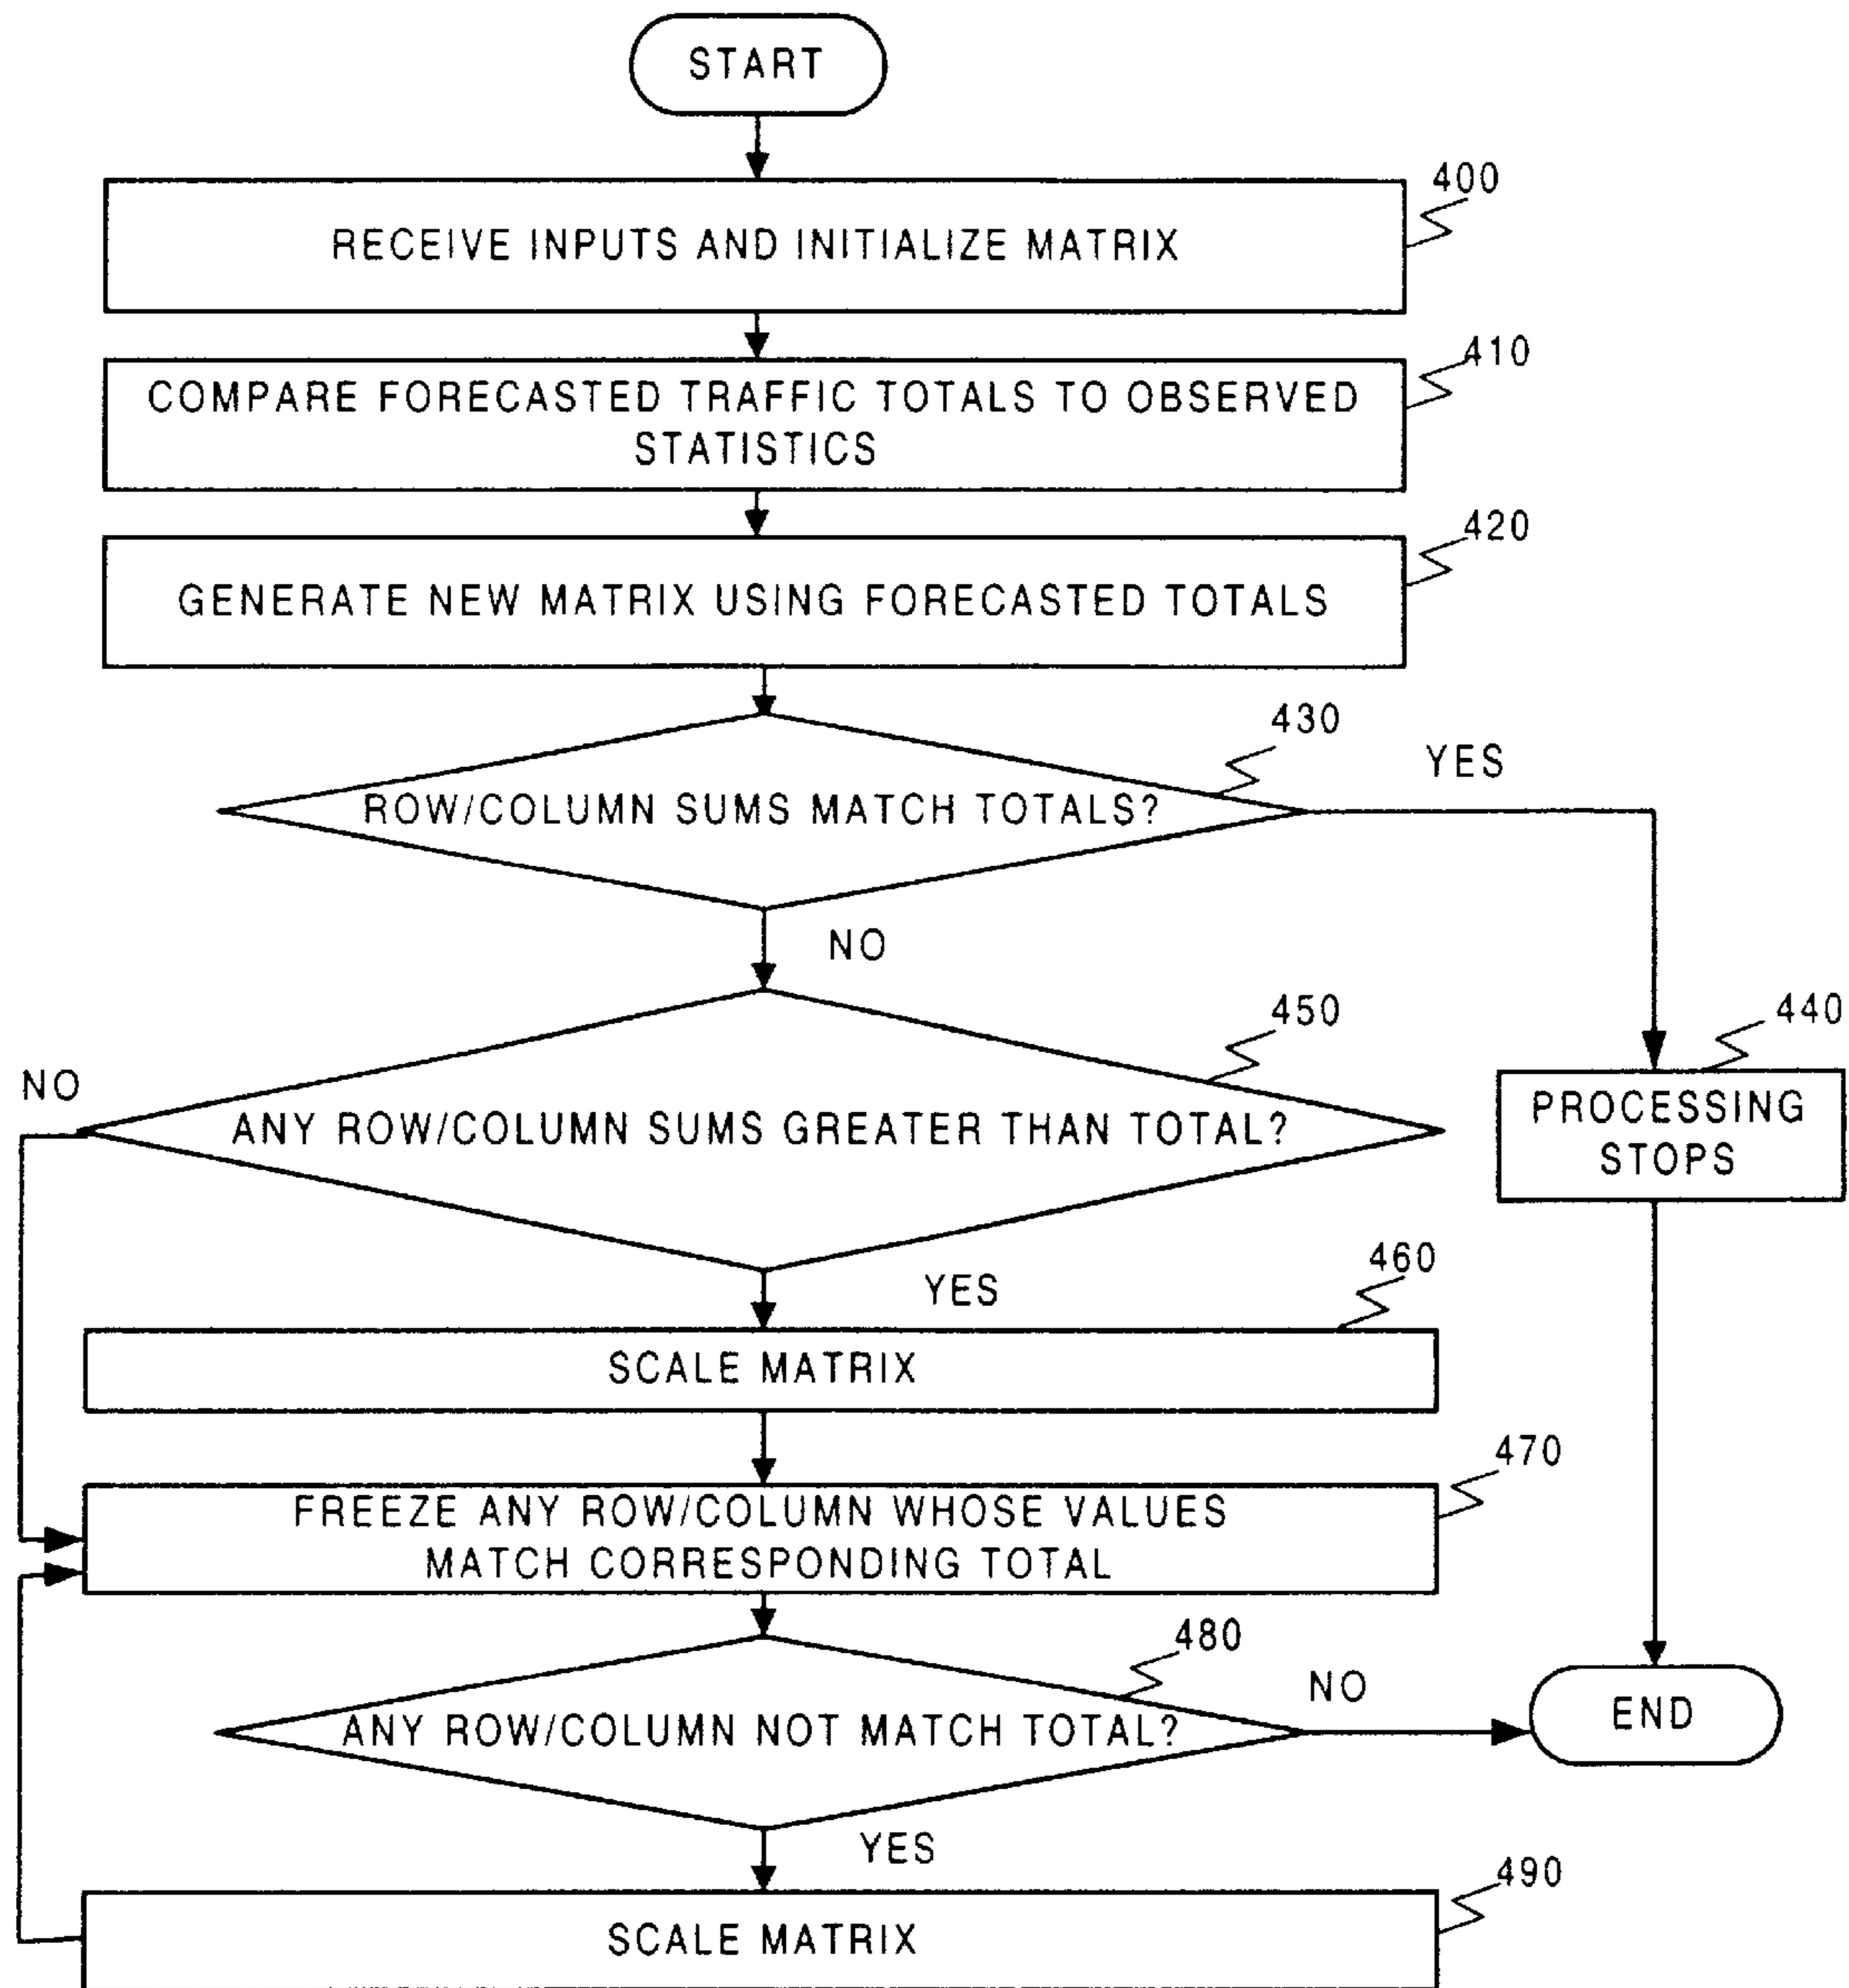 START
400
RECEIVE INPUTS AND INITIALIZE MATRIX
410
COMPARE FORECASTED TRAFFIC TOTALS TO OBSERVED
STATISTICS
420
GENERATE NEW MATRIX USING FORECASTED TOTALS
430
YES
ROW/COLUMN SUMS MATCH TOTALS?
NO
450
440
NO
ANY ROW/COLUMN SUMS GREATER THAN TOTAL?
PROCESSING
STOPS
460
YES
SCALE MATRIX
470
FREEZE ANY ROW/COLUMN WHOSE VALUES
MATCH CORRESPONDING TOTAL
480
NO
ANY ROW/COLUMN NOT MATCH TOTAL?
END
YES
490
SCALE MATRIX